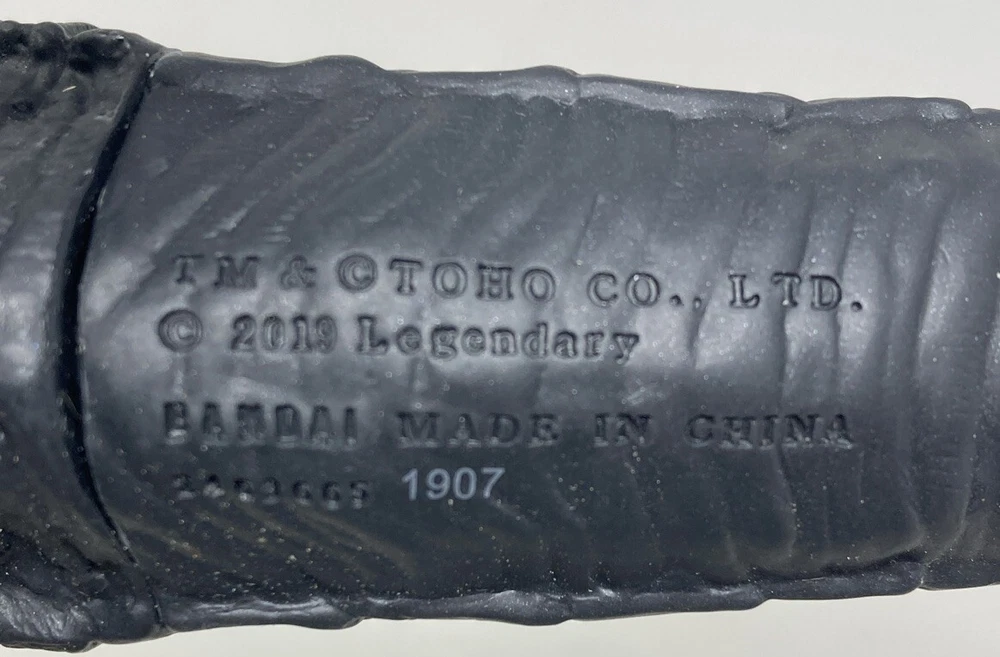 TM & ©TOHO CO., LTD.
© 2019 Legendary
BANDAI MADE IN CHINA
1907